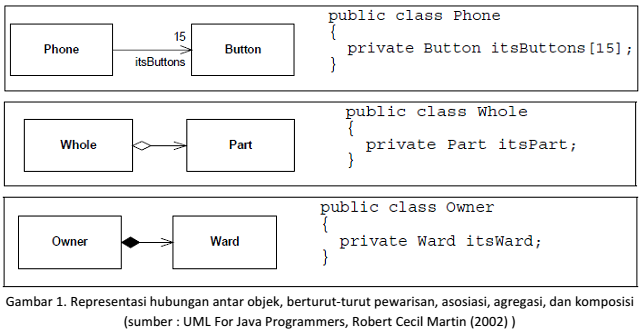 Phone
15
itsButtons
Button
public class Phone
{
private Button itsButtons[15];
}
Whole
Part
public class Whole
{
private Part itsPart;
}
Owner
Ward
public class Owner
{
private Ward itsWard;
}
Gambar 1. Representasi hubungan antar objek, berturut-turut pewarisan, asosiasi, agregasi, dan komposisi
(sumber : UML For Java Programmers, Robert Cecil Martin (2002) )